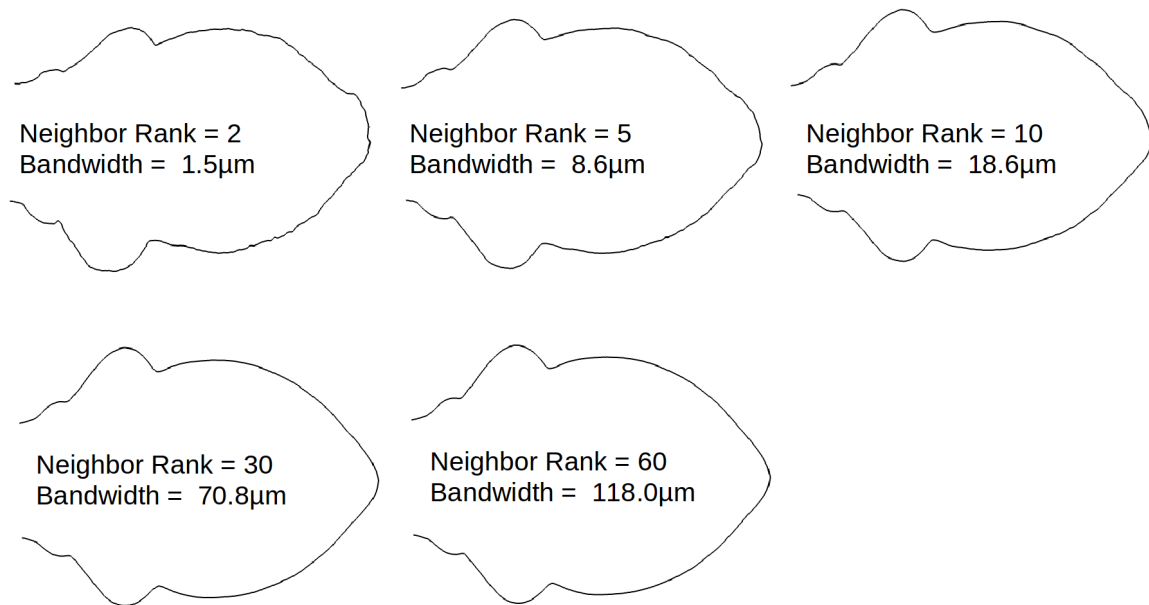 Neighbor Rank = 2
Bandwidth =  1.5µm
Neighbor Rank = 5
Bandwidth =  8.6µm
Neighbor Rank = 10
Bandwidth =  18.6µm
Neighbor Rank = 30
Bandwidth =  70.8µm
Neighbor Rank = 60
Bandwidth =  118.0µm